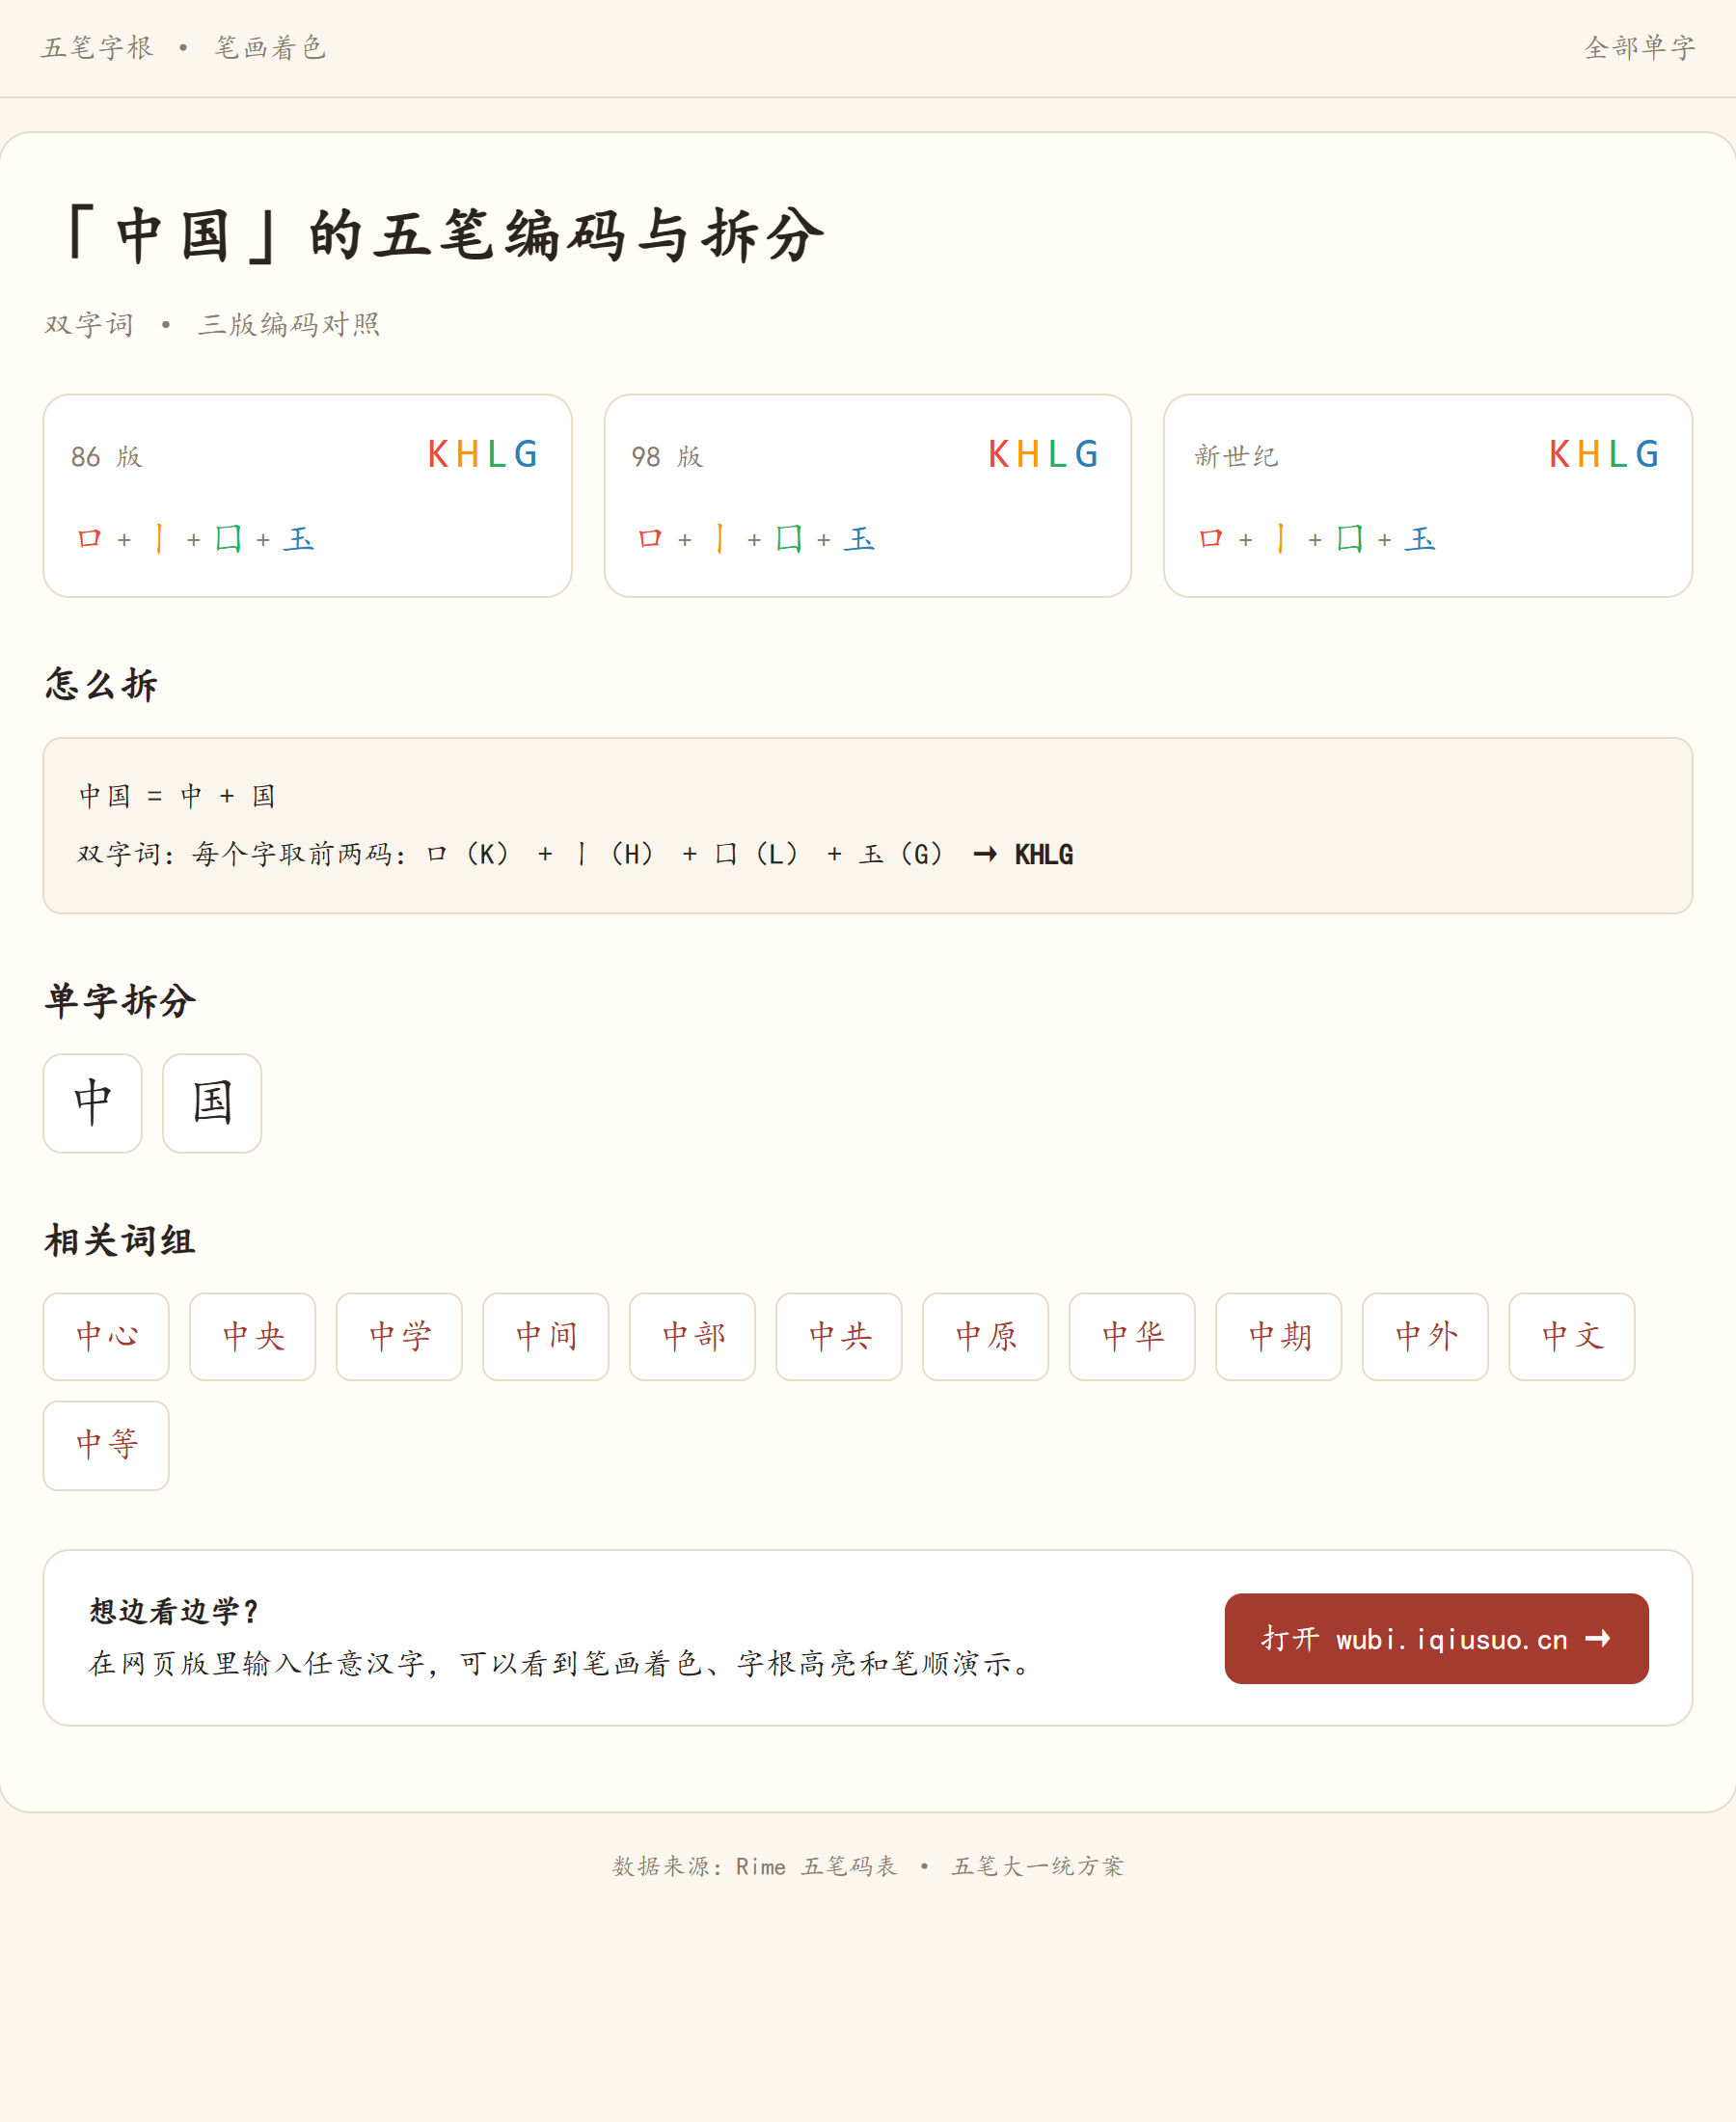 五笔字根 • 笔画着色
全部单字
「中国」的五笔编码与拆分
双字词 • 三版编码对照
86 版 KHLG
口 + 丨 + 囗 + 玉
98 版 KHLG
口 + 丨 + 囗 + 玉
新世纪 KHLG
口 + 丨 + 囗 + 玉
怎么拆
中国 = 中 + 国
双字词：每个字取前两码：口（K） + 丨（H） + 囗（L） + 玉（G） → KHLG
单字拆分
中 国
相关词组
中心 中央 中学 中间 中部 中共 中原 中华 中期 中外 中文
中等
想边看边学？
在网页版里输入任意汉字，可以看到笔画着色、字根高亮和笔顺演示。
打开 wubi.iqiusuo.cn →
数据来源：Rime 五笔码表 • 五笔大一统方案